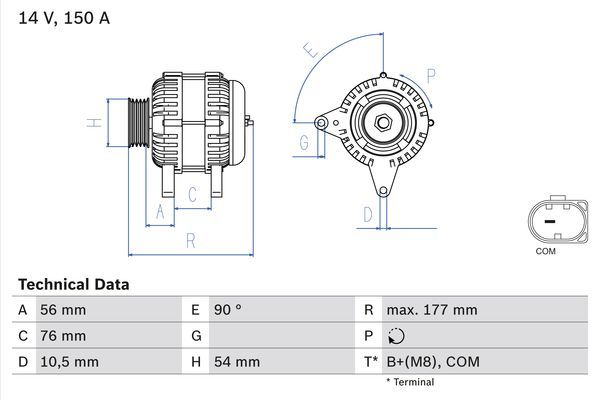 14 V, 150 A
E
P
H
G
A
C
R
D
COM
Technical Data
A 56 mm E 90 º R max. 177 mm
C 76 mm G P
D 10,5 mm H 54 mm T* B+(M8), COM
* Terminal